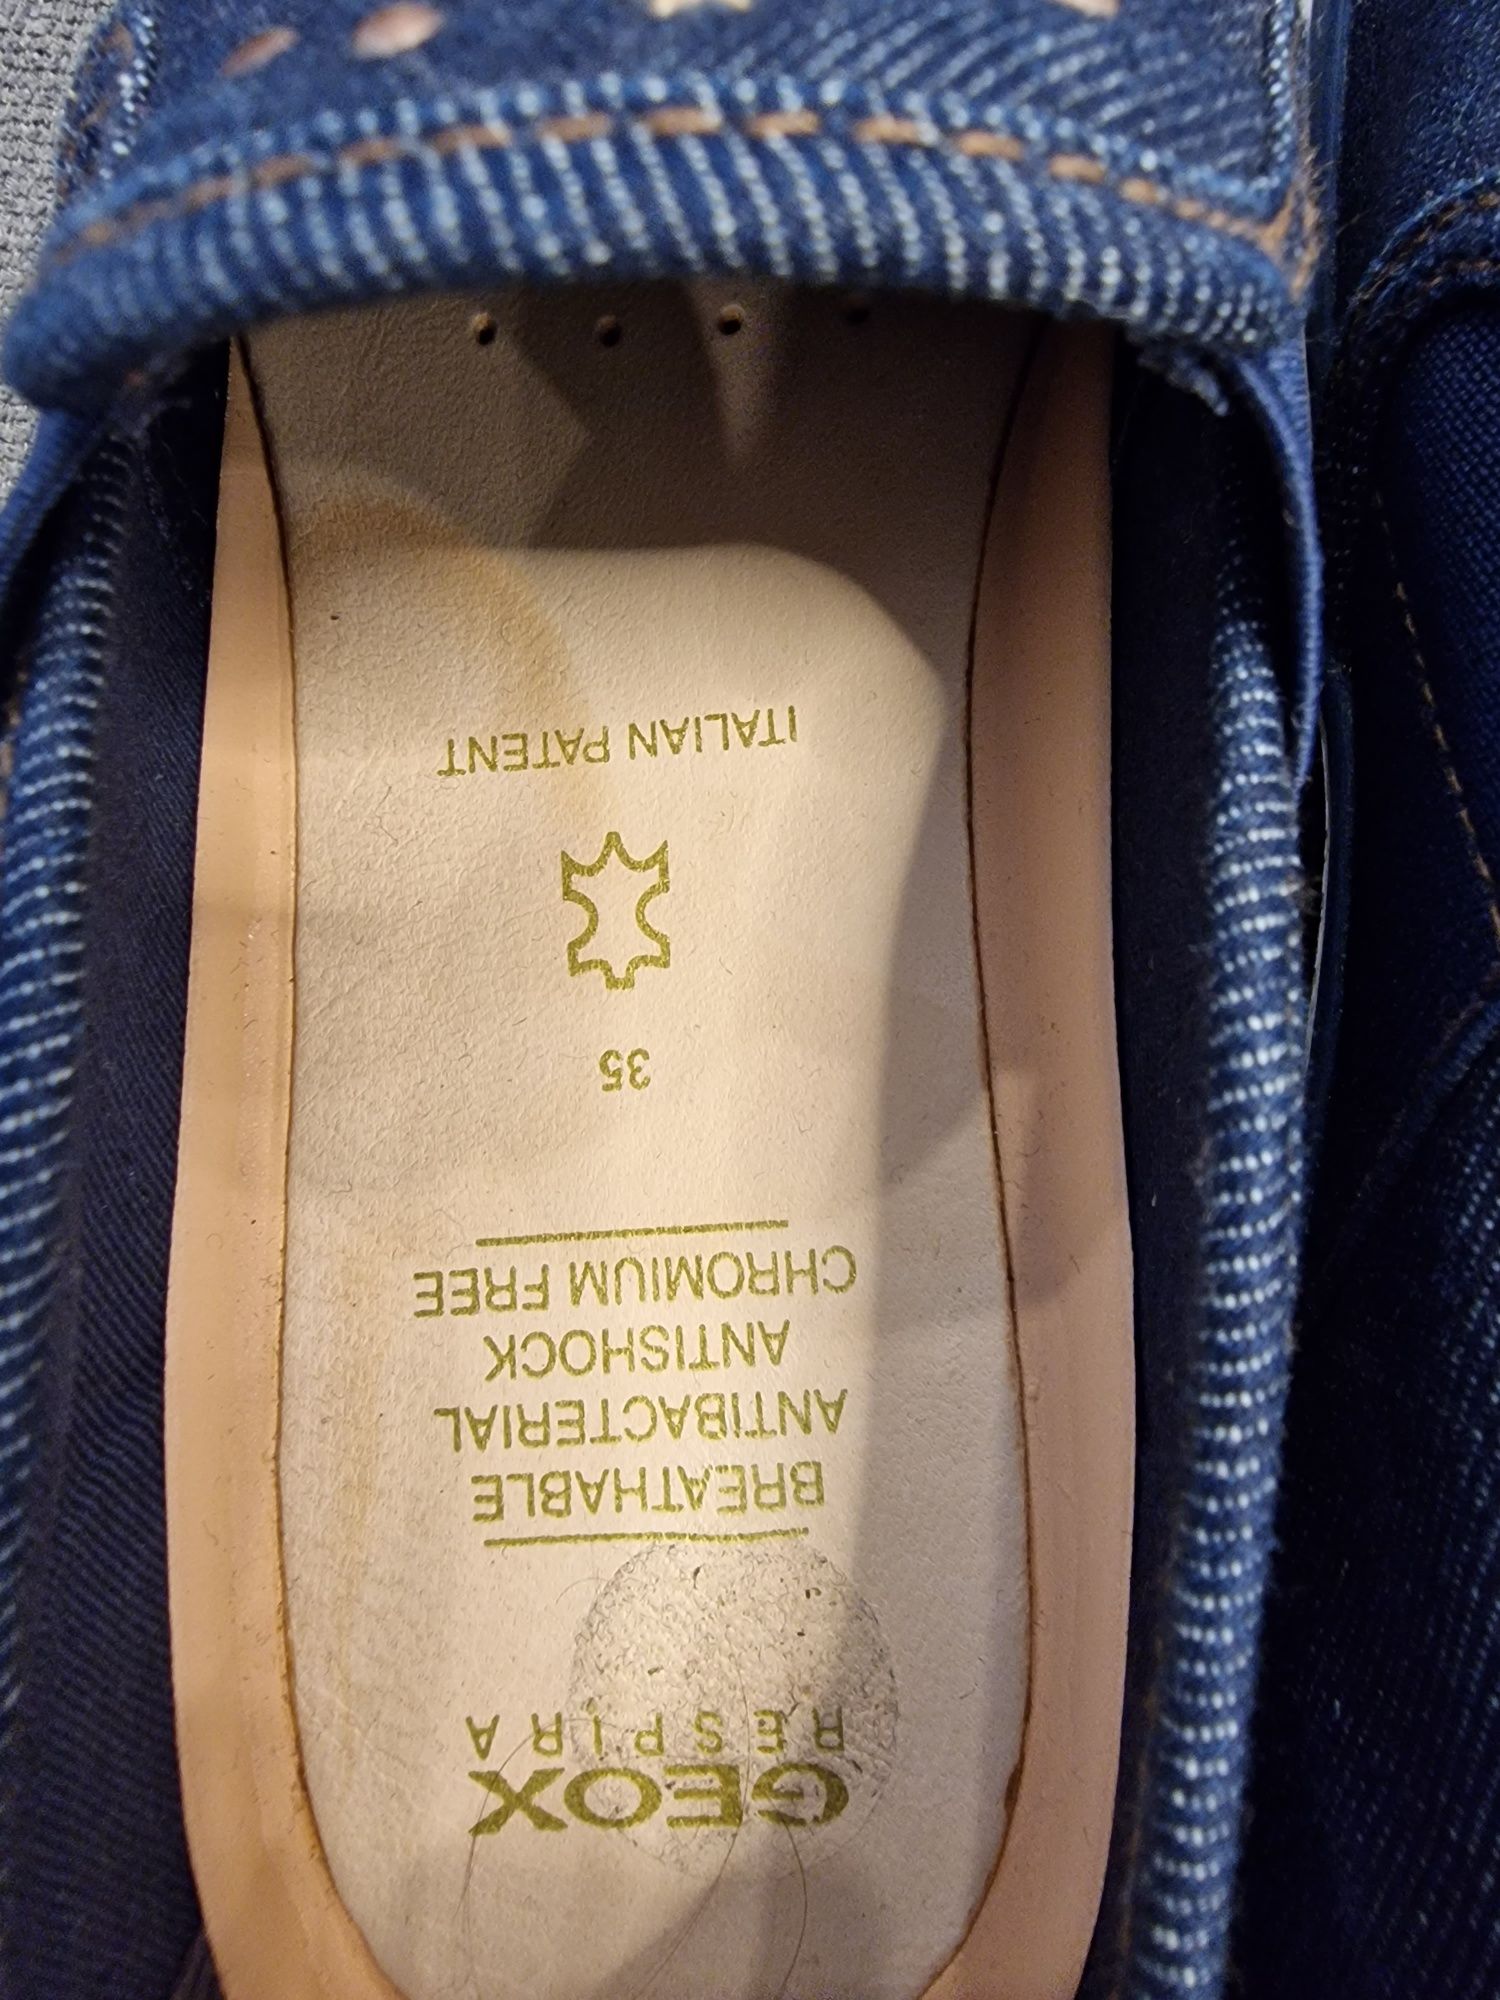 GEOX
RESPIRA
BREATHABLE
ANTIBACTERIAL
ANTISHOCK
CHROMIUM FREE
35
ITALIAN PATENT